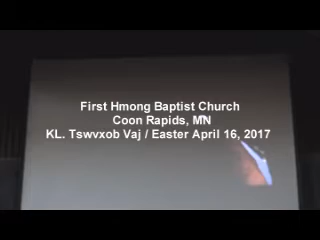 First Hmong Baptist Church
Coon Rapids, MN
KL. Tswvxob Vaj / Easter April 16, 2017